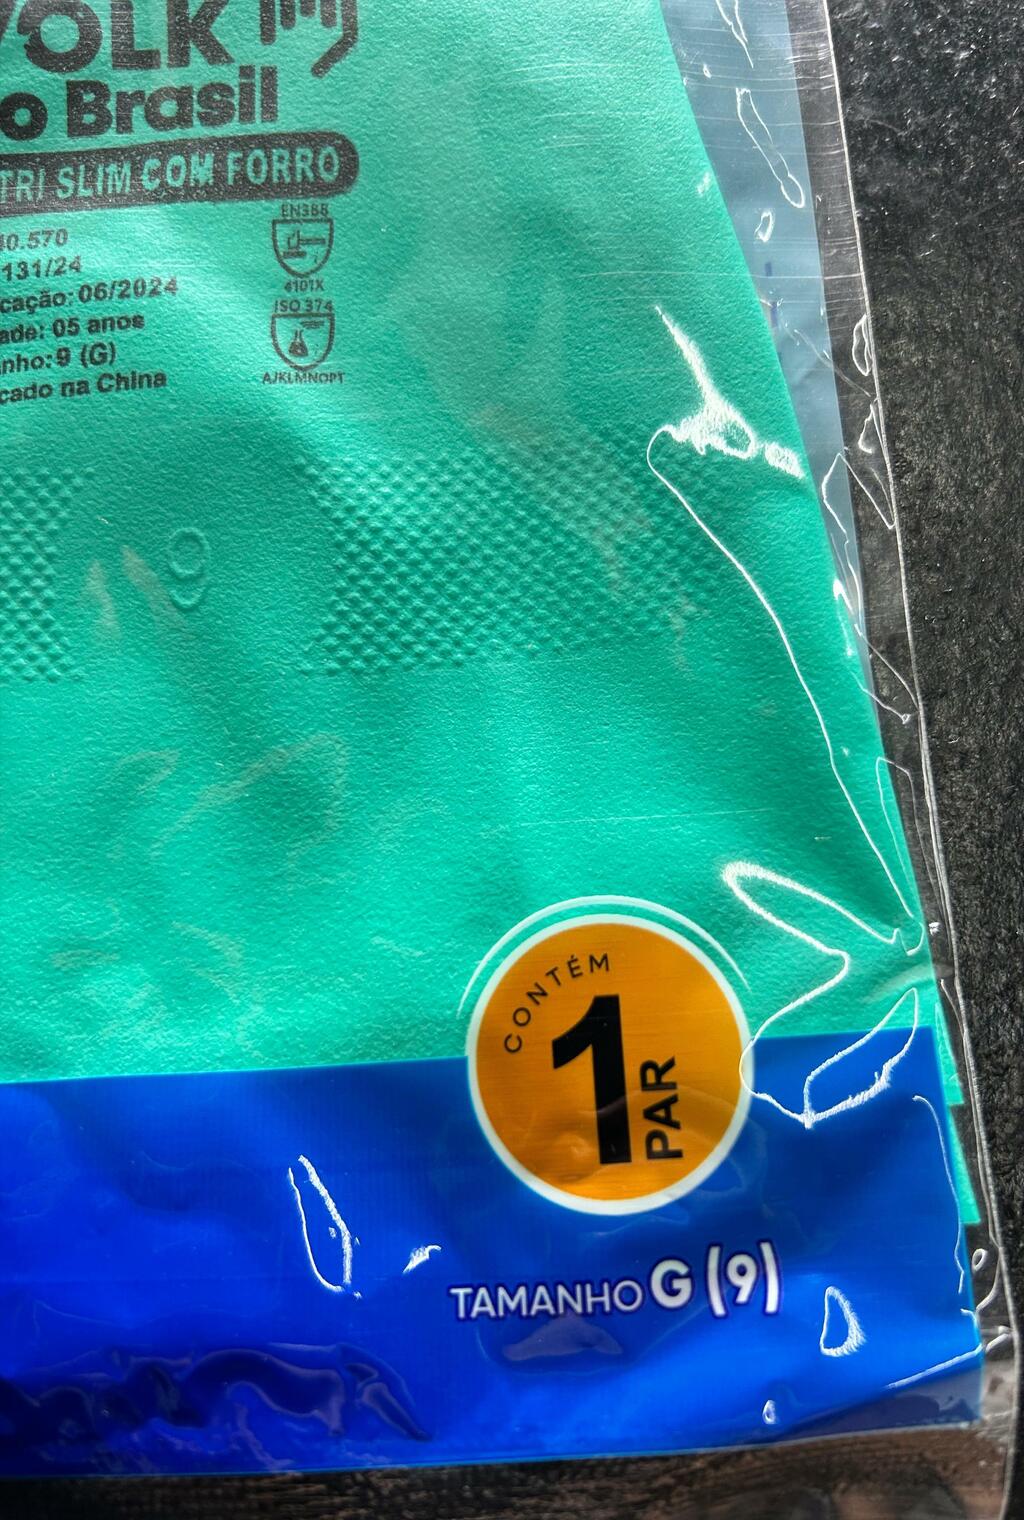 VOLK
o Brasil
TRI SLIM COM FORRO
40.570
131/24
cação: 06/2024
ade: 05 anos
nho: 9 (G)
cado na China
EN388
4101X
ISO 374
AJKLMNOPT
9
CONTÉM
1
PAR
TAMANHO G (9)